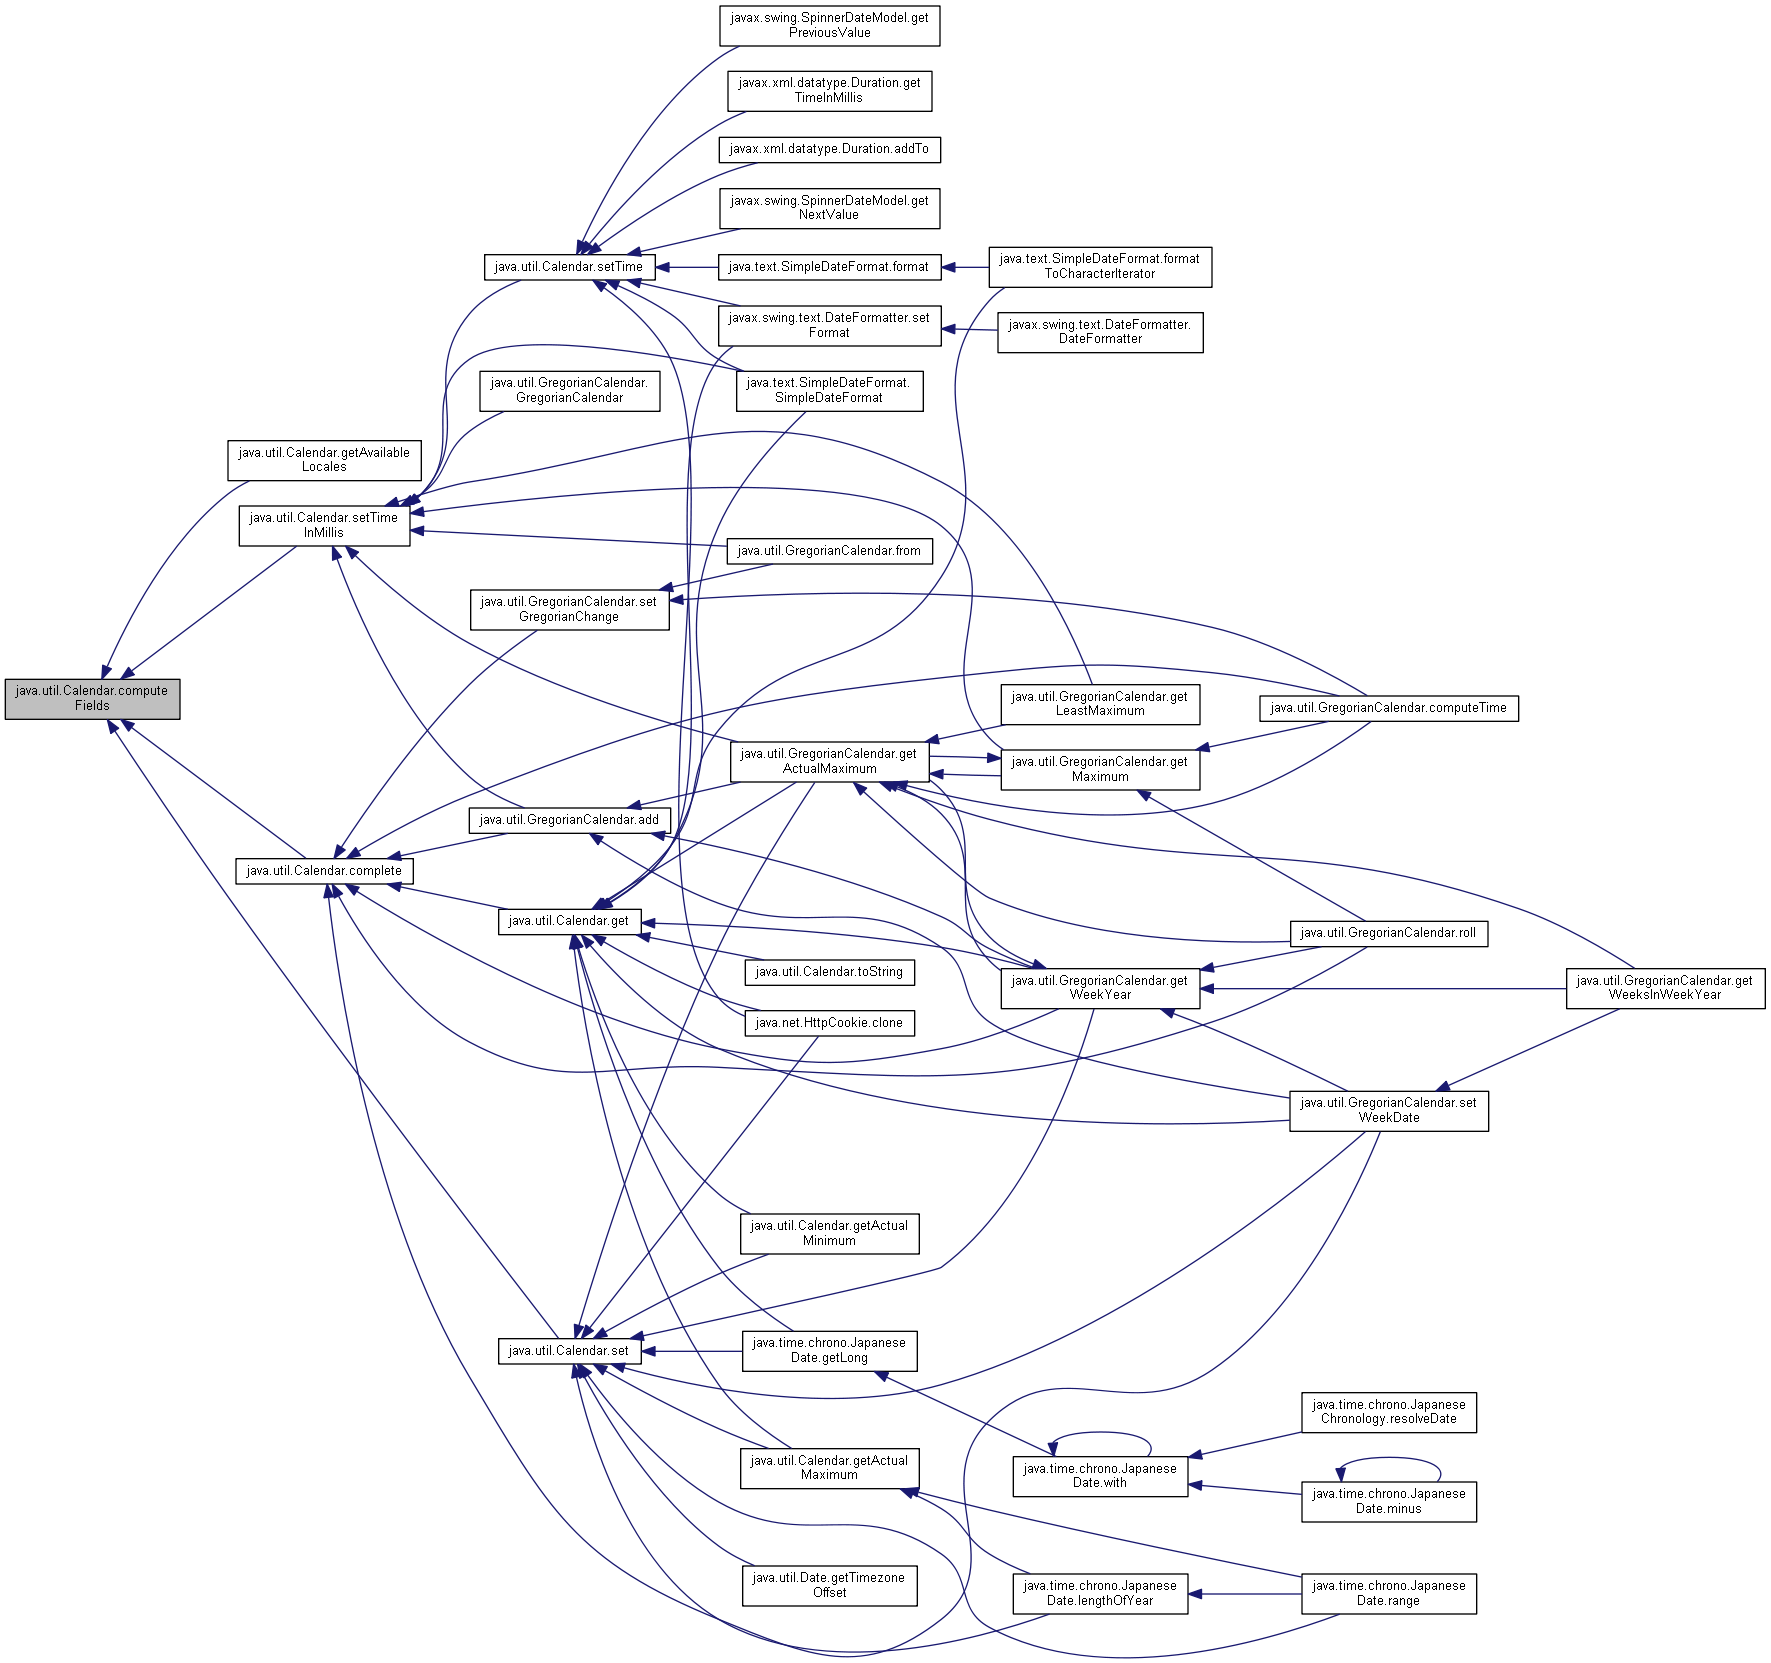 javax.swing.SpinnerDateModel.get
PreviousValue
javax.xml.datatype.Duration.get
TimeInMillis
javax.xml.datatype.Duration.addTo
javax.swing.SpinnerDateModel.get
NextValue
java.util.Calendar.setTime
java.text.SimpleDateFormat.format
java.text.SimpleDateFormat.format
ToCharacterIterator
javax.swing.text.DateFormatter.set
Format
javax.swing.text.DateFormatter.
DateFormatter
java.util.GregorianCalendar.
GregorianCalendar
java.text.SimpleDateFormat.
SimpleDateFormat
java.util.Calendar.getAvailable
Locales
java.util.Calendar.setTime
InMillis
java.util.GregorianCalendar.from
java.util.GregorianCalendar.set
GregorianChange
java.util.Calendar.compute
Fields
java.util.GregorianCalendar.get
LeastMaximum
java.util.GregorianCalendar.computeTime
java.util.GregorianCalendar.get
ActualMaximum
java.util.GregorianCalendar.get
Maximum
java.util.GregorianCalendar.add
java.util.Calendar.complete
java.util.Calendar.get
java.util.GregorianCalendar.roll
java.util.Calendar.toString
java.util.GregorianCalendar.get
WeekYear
java.util.GregorianCalendar.get
WeeksInWeekYear
java.net.HttpCookie.clone
java.util.GregorianCalendar.set
WeekDate
java.util.Calendar.getActual
Minimum
java.util.Calendar.set
java.time.chrono.Japanese
Date.getLong
java.time.chrono.Japanese
Chronology.resolveDate
java.util.Calendar.getActual
Maximum
java.time.chrono.Japanese
Date.with
java.time.chrono.Japanese
Date.minus
java.util.Date.getTimezone
Offset
java.time.chrono.Japanese
Date.lengthOfYear
java.time.chrono.Japanese
Date.range